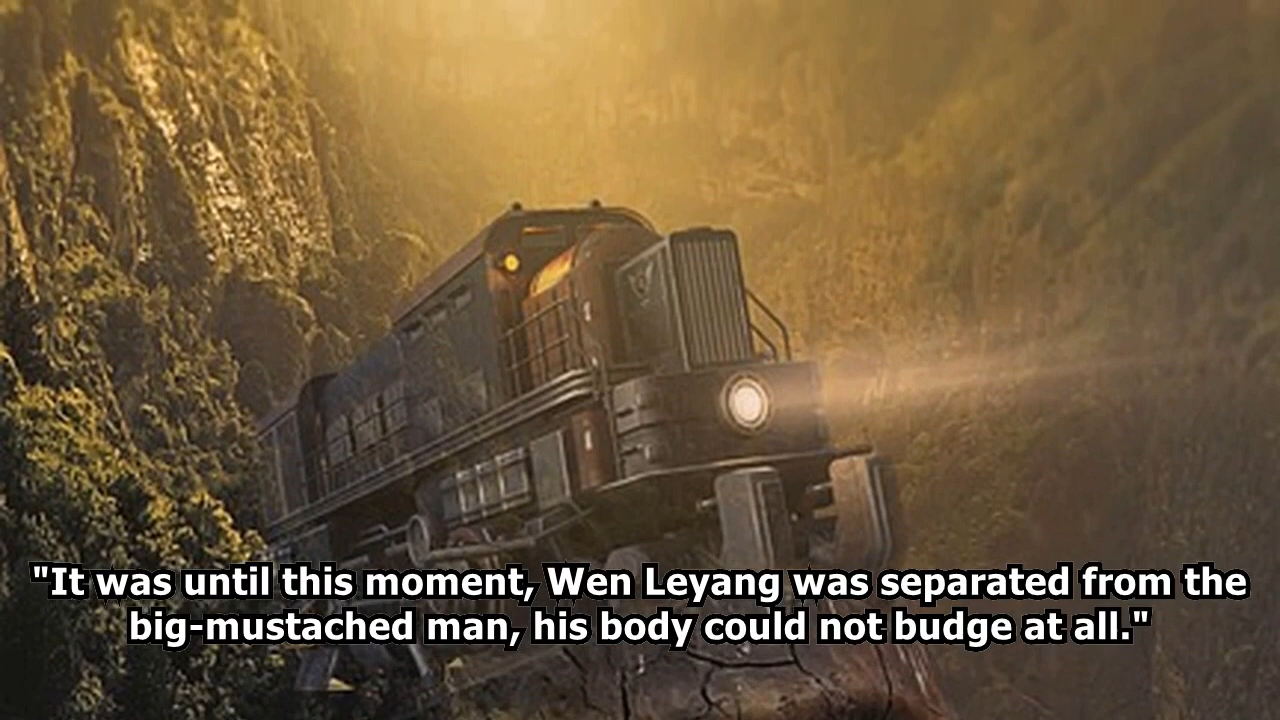 "It was until this moment, Wen Leyang was separated from the
big-mustached man, his body could not budge at all."